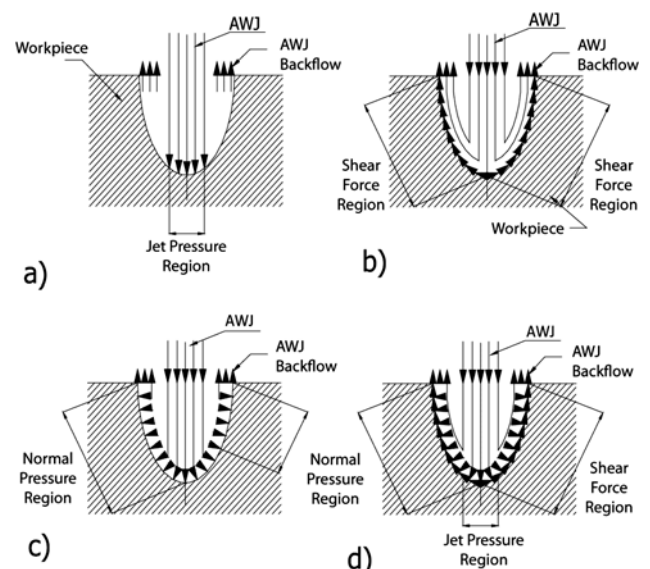 AWJ
AWJ
Backflow
Workpiece
Jet Pressure
Region
a)
AWJ
AWJ
Backflow
Shear
Force
Region
Shear
Force
Region
Workpiece
b)
AWJ
AWJ
Backflow
Normal
Pressure
Region
c)
AWJ
AWJ
Backflow
Normal
Pressure
Region
Shear
Force
Region
Jet Pressure
Region
d)